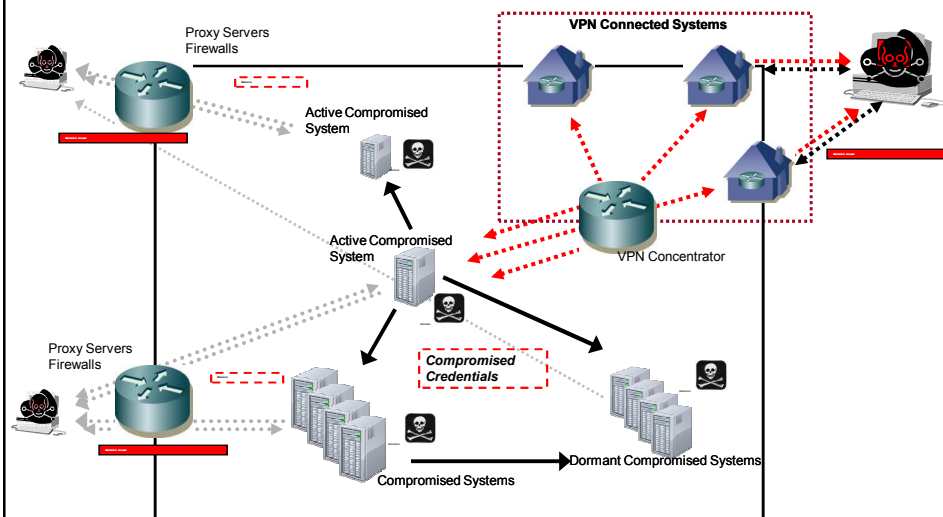 VPN Connected Systems
Proxy Servers
Firewalls
Active Compromised
System
Active Compromised
System
VPN Concentrator
Proxy Servers
Firewalls
Compromised
Credentials
Compromised Systems
Dormant Compromised Systems